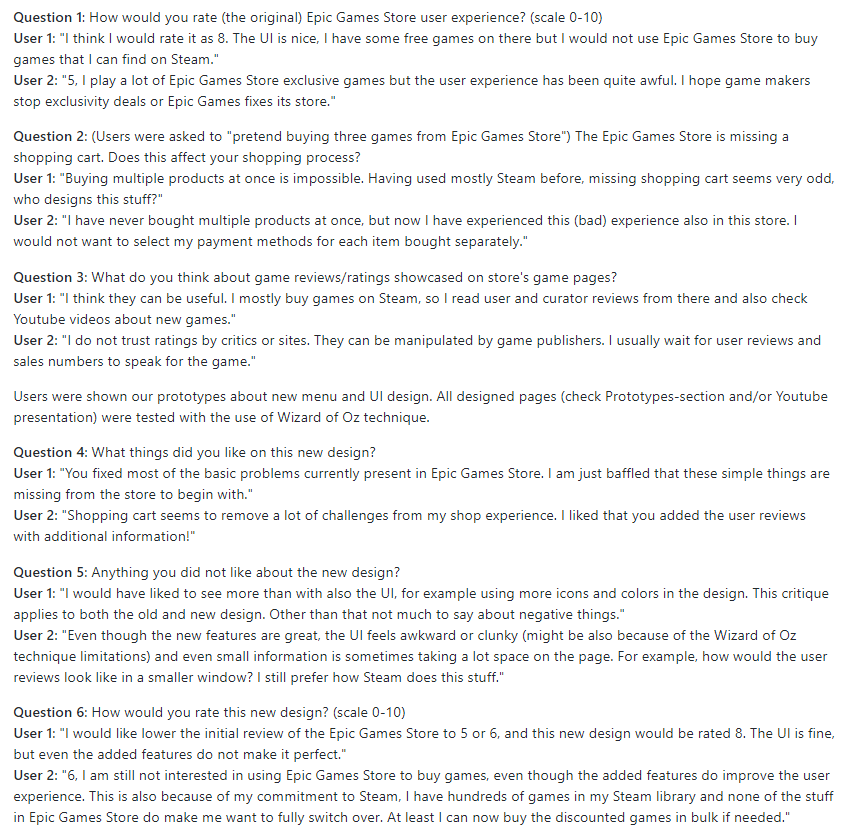 Question 1: How would you rate (the original) Epic Games Store user experience? (scale 0-10)
User 1: "I think I would rate it as 8. The UI is nice, I have some free games on there but I would not use Epic Games Store to buy
games that I can find on Steam."
User 2: "5, I play a lot of Epic Games Store exclusive games but the user experience has been quite awful. I hope game makers
stop exclusivity deals or Epic Games fixes its store."
Question 2: (Users were asked to "pretend buying three games from Epic Games Store") The Epic Games Store is missing a
shopping cart. Does this affect your shopping process?
User 1: "Buying multiple products at once is impossible. Having used mostly Steam before, missing shopping cart seems very odd,
who designs this stuff?"
User 2: "I have never bought multiple products at once, but now I have experienced this (bad) experience also in this store. I
would not want to select my payment methods for each item bought separately."
Question 3: What do you think about game reviews/ratings showcased on store's game pages?
User 1: "I think they can be useful. I mostly buy games on Steam, so I read user and curator reviews from there and also check
Youtube videos about new games."
User 2: "I do not trust ratings by critics or sites. They can be manipulated by game publishers. I usually wait for user reviews and
sales numbers to speak for the game."
Users were shown our prototypes about new menu and UI design. All designed pages (check Prototypes-section and/or Youtube
presentation) were tested with the use of Wizard of Oz technique.
Question 4: What things did you like on this new design?
User 1: "You fixed most of the basic problems currently present in Epic Games Store. I am just baffled that these simple things are
missing from the store to begin with."
User 2: "Shopping cart seems to remove a lot of challenges from my shop experience. I liked that you added the user reviews
with additional information!"
Question 5: Anything you did not like about the new design?
User 1: "I would have liked to see more than with also the UI, for example using more icons and colors in the design. This critique
applies to both the old and new design. Other than that not much to say about negative things."
User 2: "Even though the new features are great, the UI feels awkward or clunky (might be also because of the Wizard of Oz
technique limitations) and even small information is sometimes taking a lot space on the page. For example, how would the user
reviews look like in a smaller window? I still prefer how Steam does this stuff."
Question 6: How would you rate this new design? (scale 0-10)
User 1: "I would like lower the initial review of the Epic Games Store to 5 or 6, and this new design would be rated 8. The UI is fine,
but even the added features do not make it perfect."
User 2: "6, I am still not interested in using Epic Games Store to buy games, even though the added features do improve the user
experience. This is also because of my commitment to Steam, I have hundreds of games in my Steam library and none of the stuff
in Epic Games Store do make me want to fully switch over. At least I can now buy the discounted games in bulk if needed."